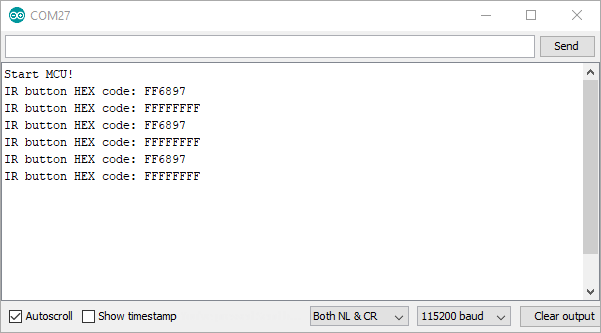 COM27
Send
Start MCU!
IR button HEX code: FF6897
IR button HEX code: FFFFFFFF
IR button HEX code: FF6897
IR button HEX code: FFFFFFFF
IR button HEX code: FF6897
IR button HEX code: FFFFFFFF
Autoscroll Show timestamp Both NL & CR 115200 baud Clear output